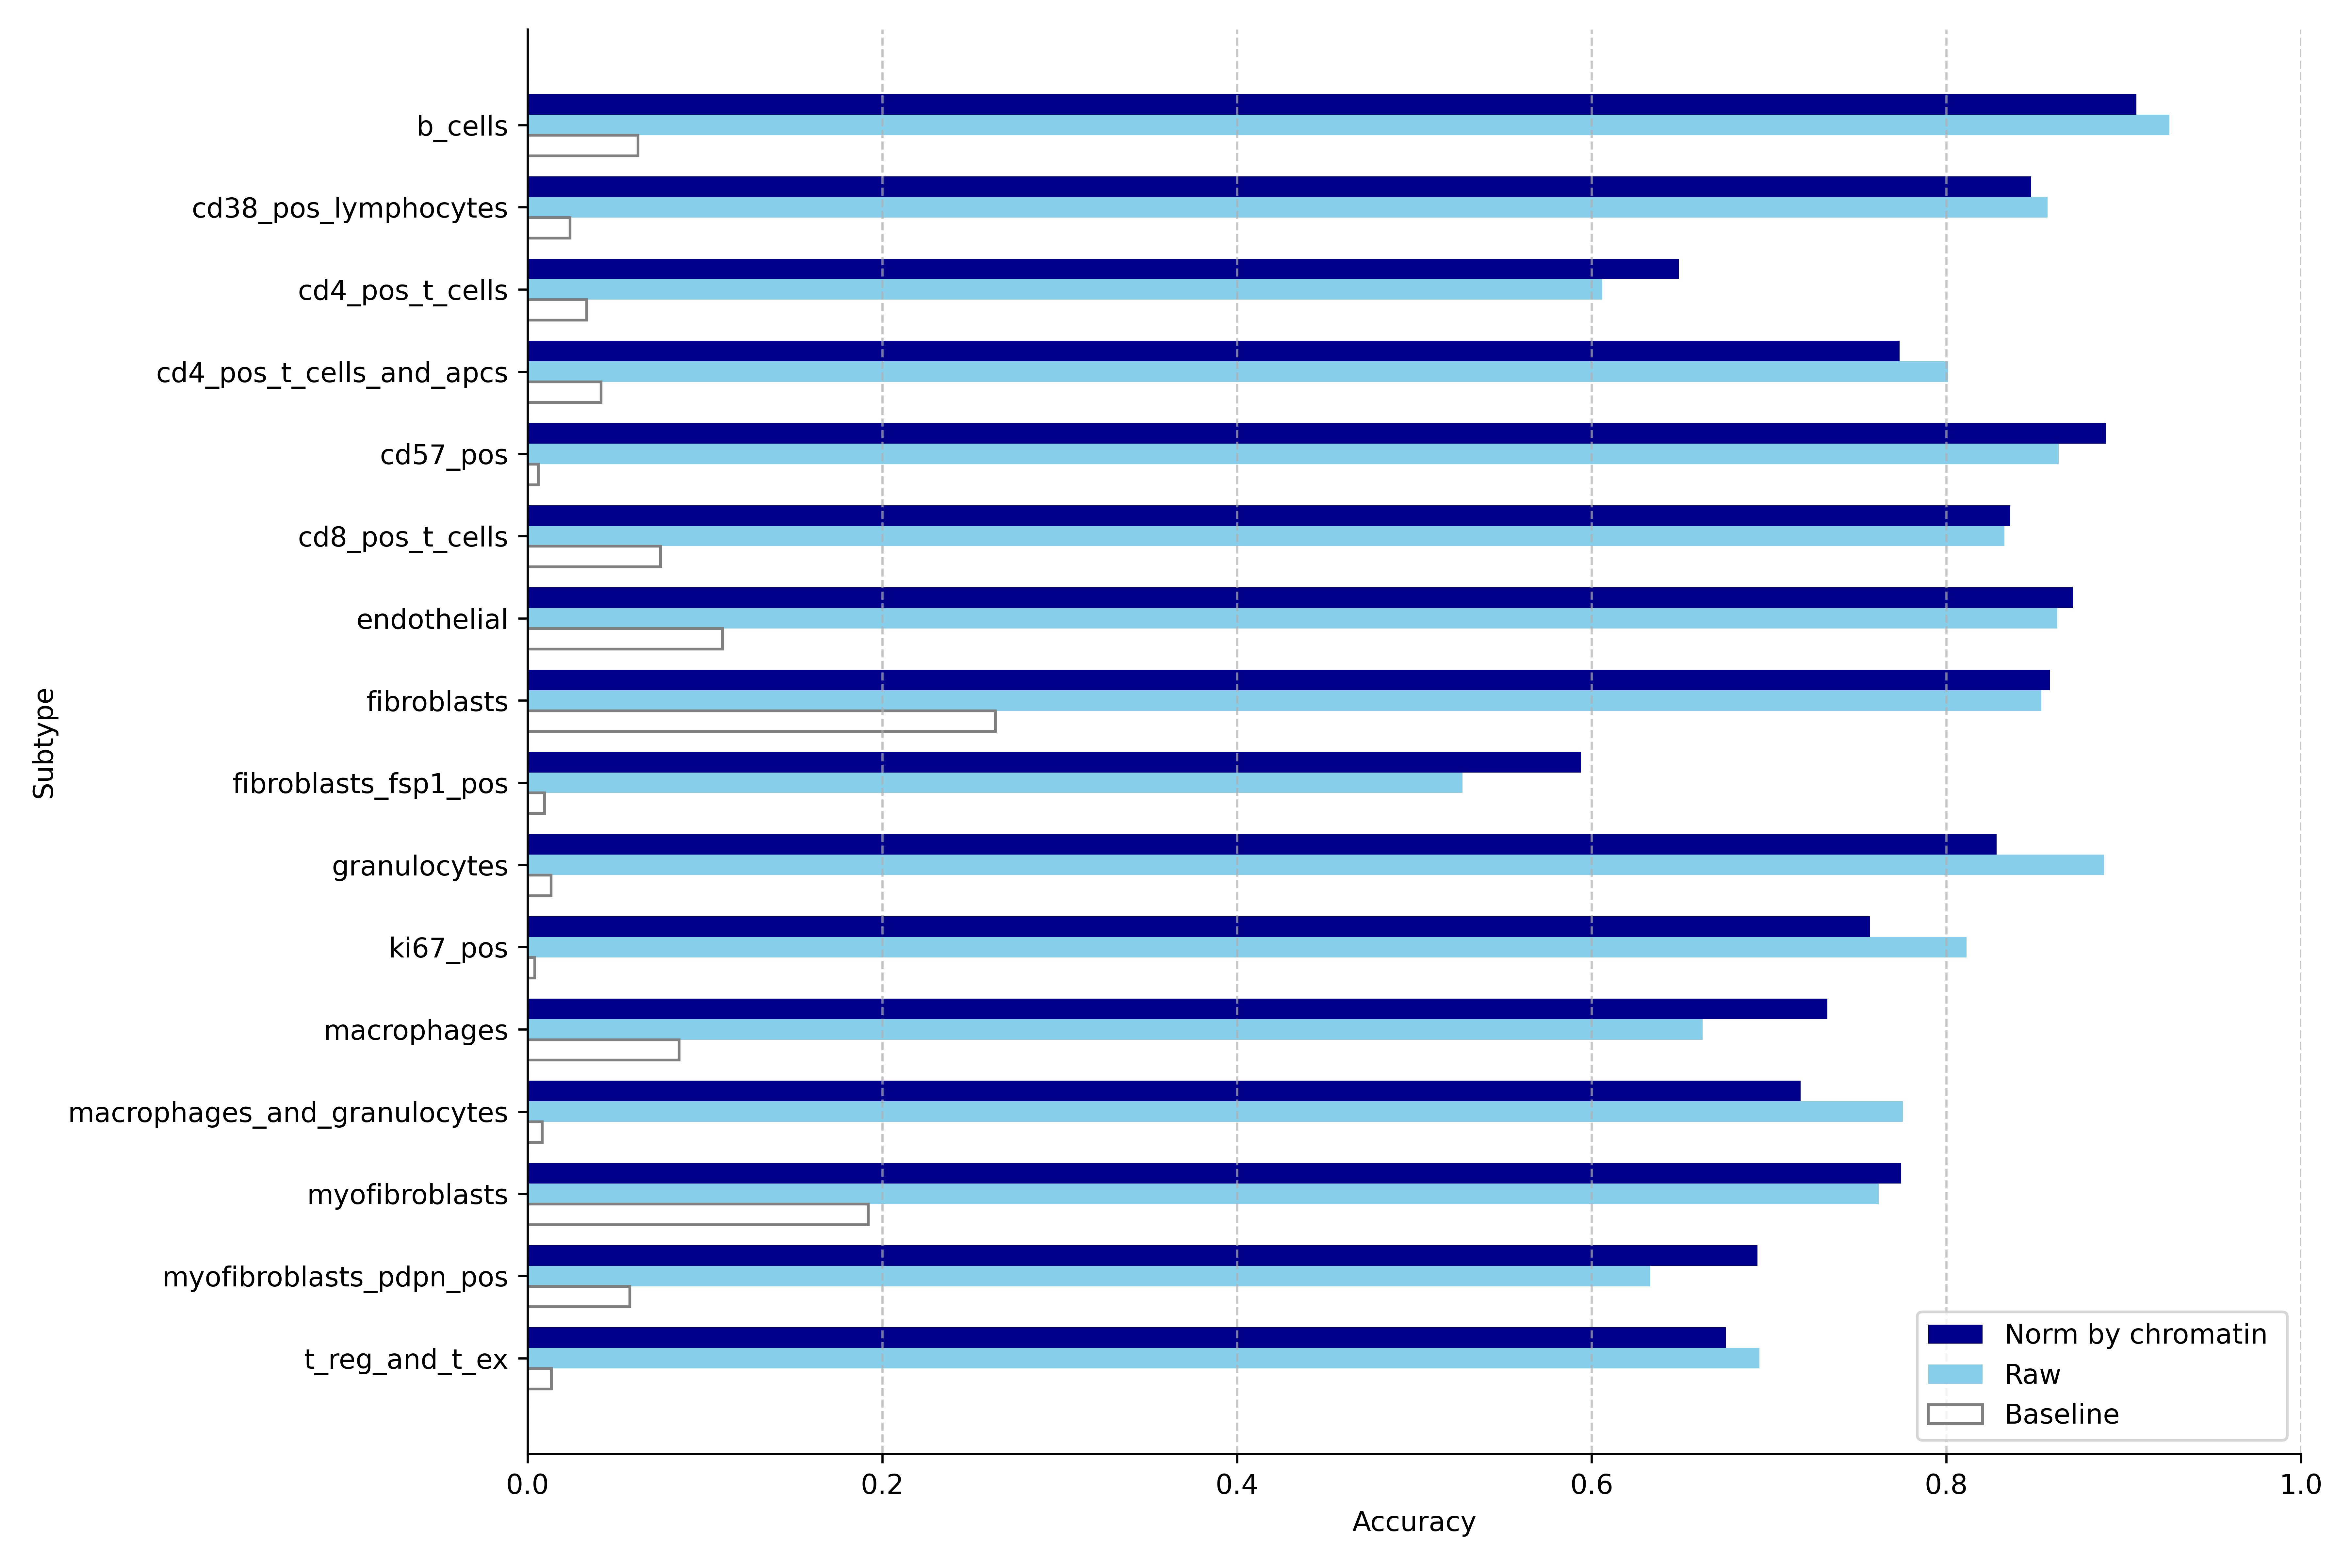 b_cells
cd38_pos_lymphocytes
cd4_pos_t_cells
cd4_pos_t_cells_and_apcs
cd57_pos
cd8_pos_t_cells
endothelial
fibroblasts
fibroblasts_fsp1_pos
granulocytes
ki67_pos
macrophages
macrophages_and_granulocytes
myofibroblasts
myofibroblasts_pdpn_pos
t_reg_and_t_ex
Subtype
Norm by chromatin
Raw
Baseline
0.0 0.2 0.4 0.6 0.8 1.0
Accuracy